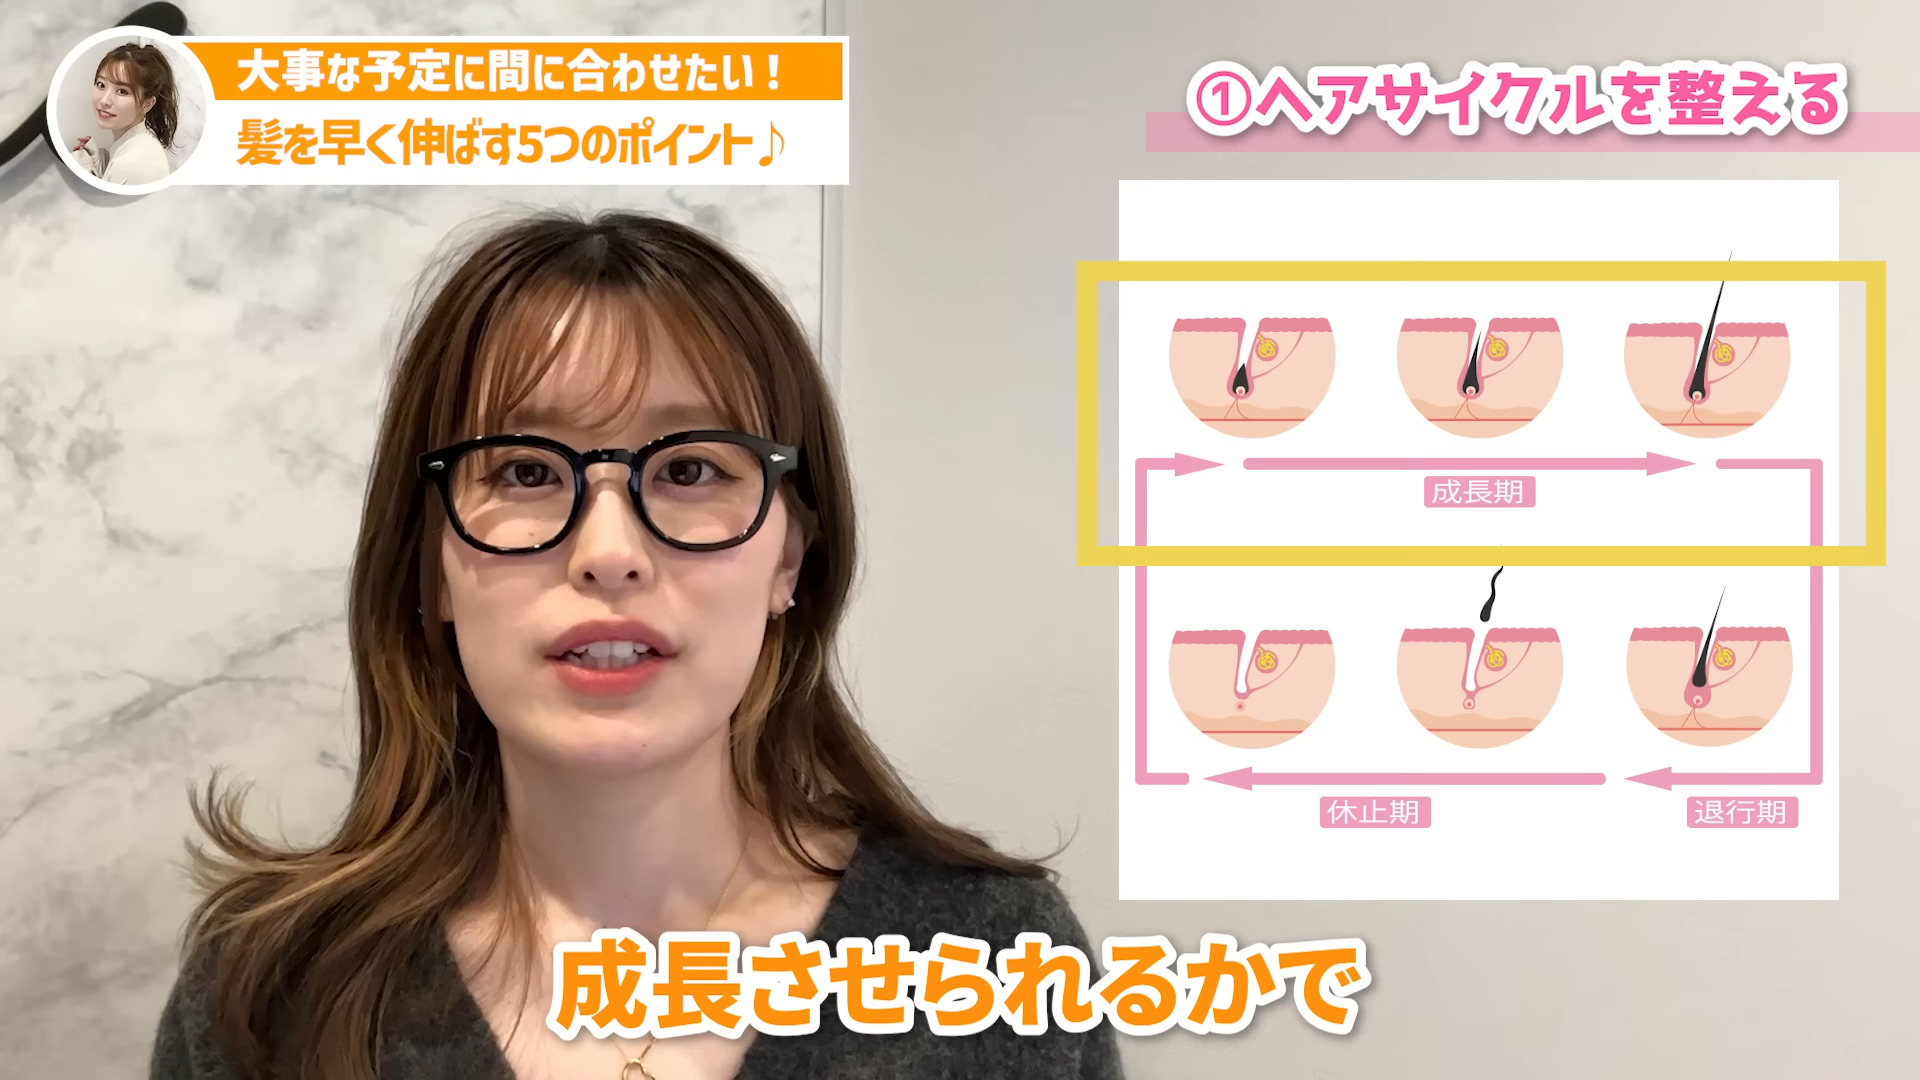 大事な予定に間に合わせたい！
髪を早く伸ばす5つのポイント♪
①ヘアサイクルを整える
成長期
休止期
退行期
成長させられるかで